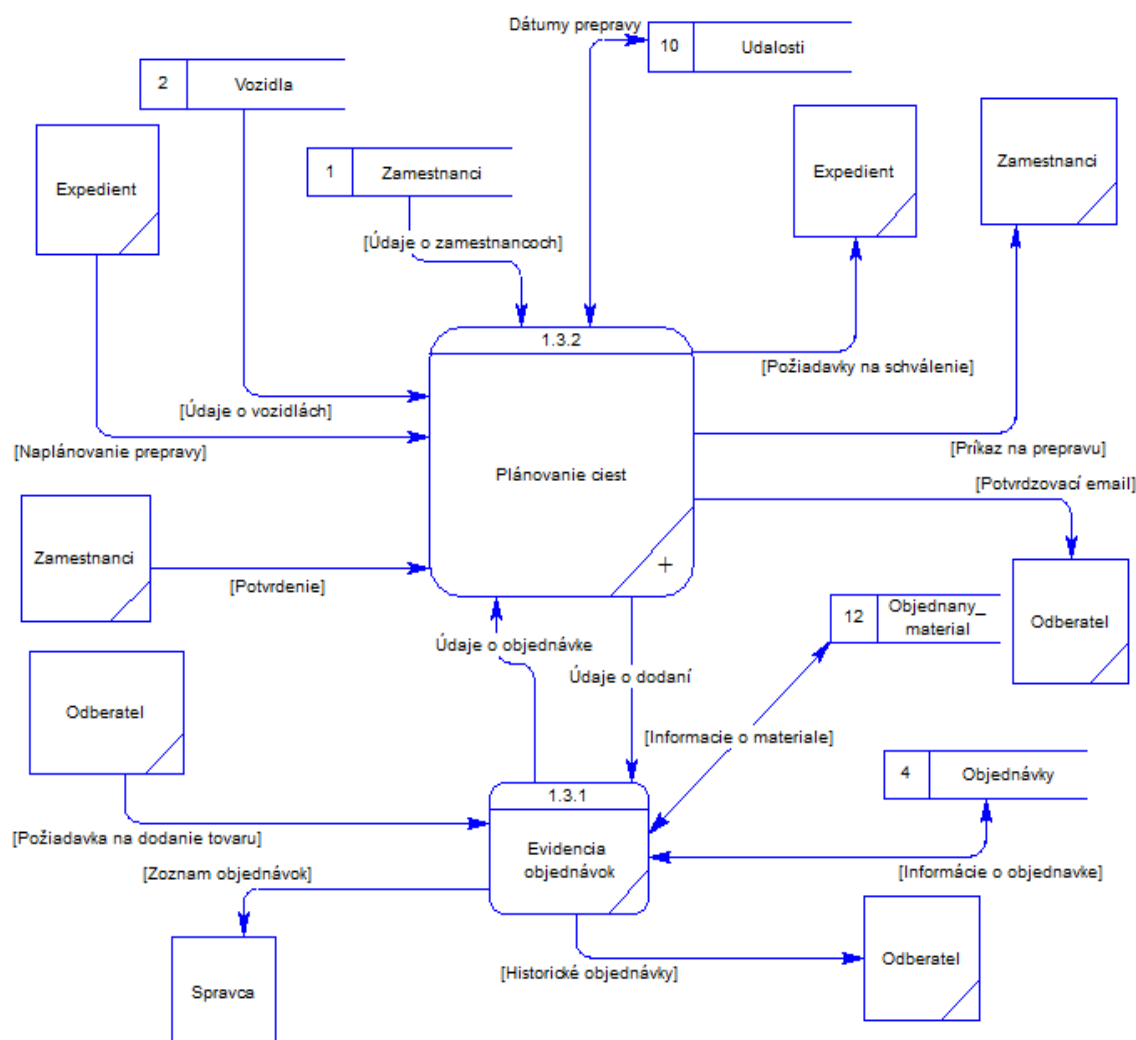 Dátumy prepravy
10 Udalosti
2 Vozidla
Expedient
1 Zamestnanci
Expedient
Zamestnanci
[Údaje o zamestnancoch]
1.3.2
[Požiadavky na schválenie]
[Údaje o vozidlách]
[Naplánovanie prepravy]
[Príkaz na prepravu]
Plánovanie ciest
[Potvrdzovací email]
Zamestnanci
[Potvrdenie]
+
12 Objednany_
material
Odberatel
Údaje o objednávke
Údaje o dodaní
Odberatel
[Informacie o materiale]
4 Objednávky
1.3.1
[Požiadavka na dodanie tovaru]
Evidencia
objednávok
[Informácie o objednavke]
[Zoznam objednávok]
Odberatel
[Historické objednávky]
Spravca